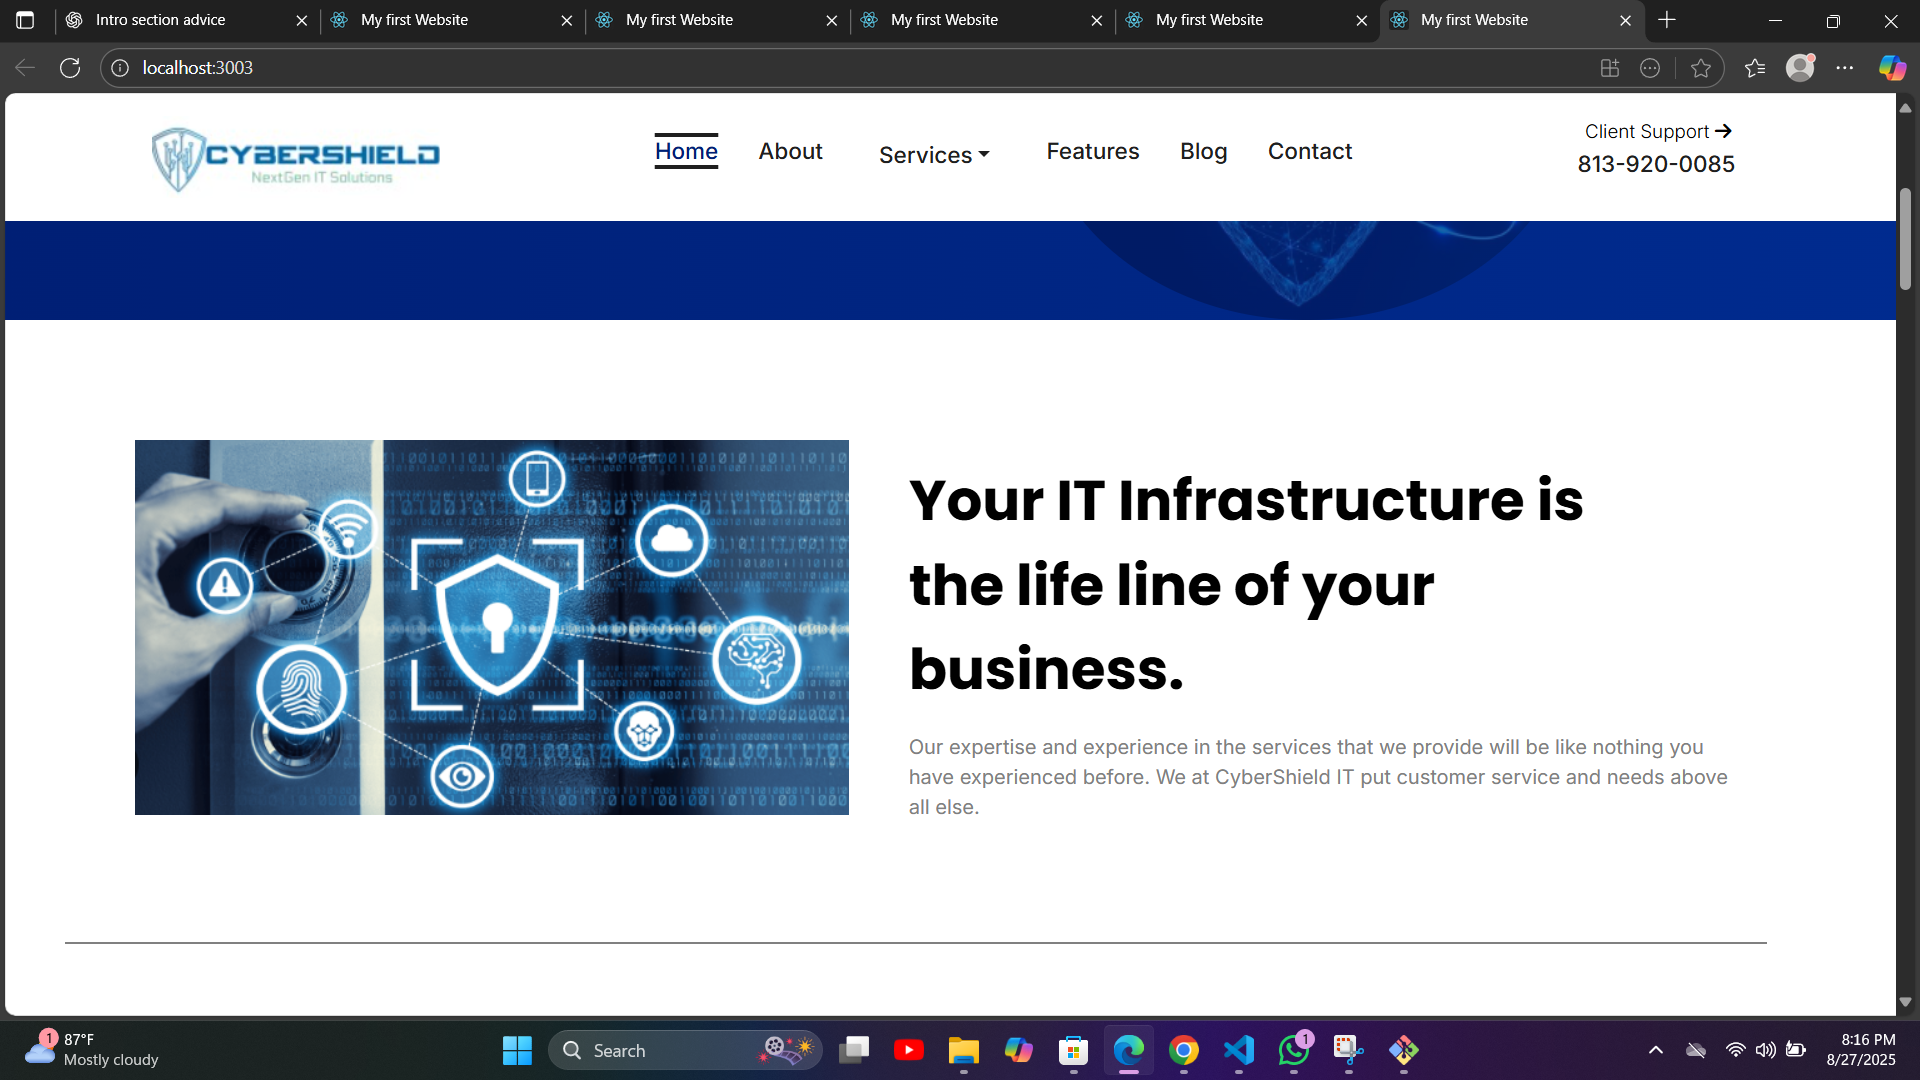 Intro section advice
My first Website
My first Website
My first Website
My first Website
My first Website
localhost:3003
CYBERSHIELD
NextGen IT Solutions
Home
About
Services
Features
Blog
Contact
Client Support
813-920-0085
Your IT Infrastructure is
the life line of your
business.
Our expertise and experience in the services that we provide will be like nothing you
have experienced before. We at CyberShield IT put customer service and needs above
all else.
1
87°F
Mostly cloudy
Search
1
8:16 PM
8/27/2025